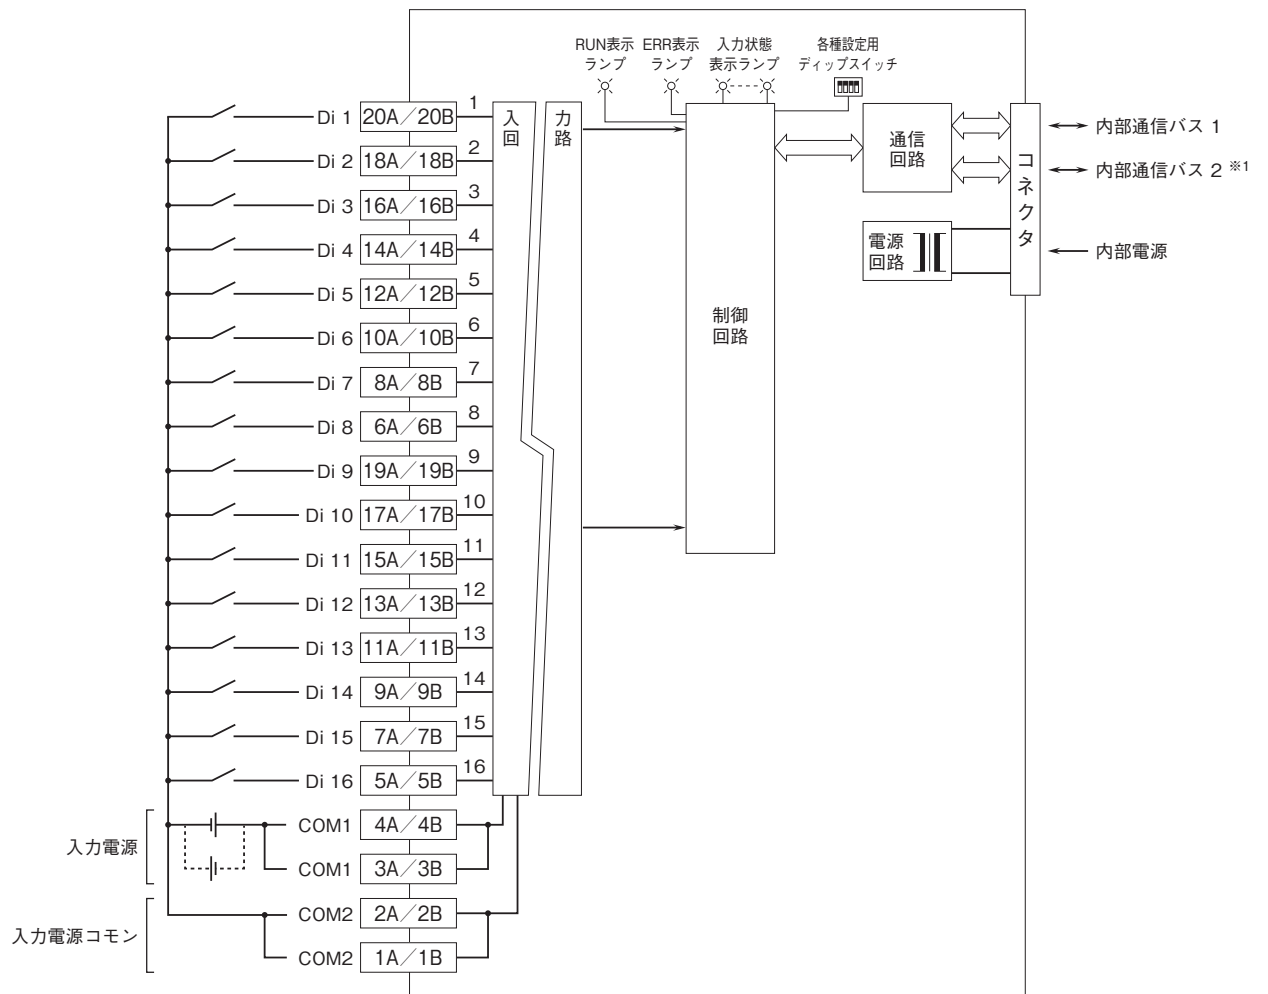 RUN表示
ランプ
ERR表示
ランプ
入力状態
表示ランプ
各種設定用
ディップスイッチ
Di 1 20A/20B 1
Di 2 18A/18B 2
Di 3 16A/16B 3
Di 4 14A/14B 4
Di 5 12A/12B 5
Di 6 10A/10B 6
Di 7 8A/8B 7
Di 8 6A/6B 8
Di 9 19A/19B 9
Di 10 17A/17B 10
Di 11 15A/15B 11
Di 12 13A/13B 12
Di 13 11A/11B 13
Di 14 9A/9B 14
Di 15 7A/7B 15
Di 16 5A/5B 16
入力電源
COM1 4A/4B
COM1 3A/3B
入力電源コモン
COM2 2A/2B
COM2 1A/1B
入力
回路
制御
回路
通信
回路
電源
回路
コネクタ
内部通信バス 1
内部通信バス 2 ※1
内部電源